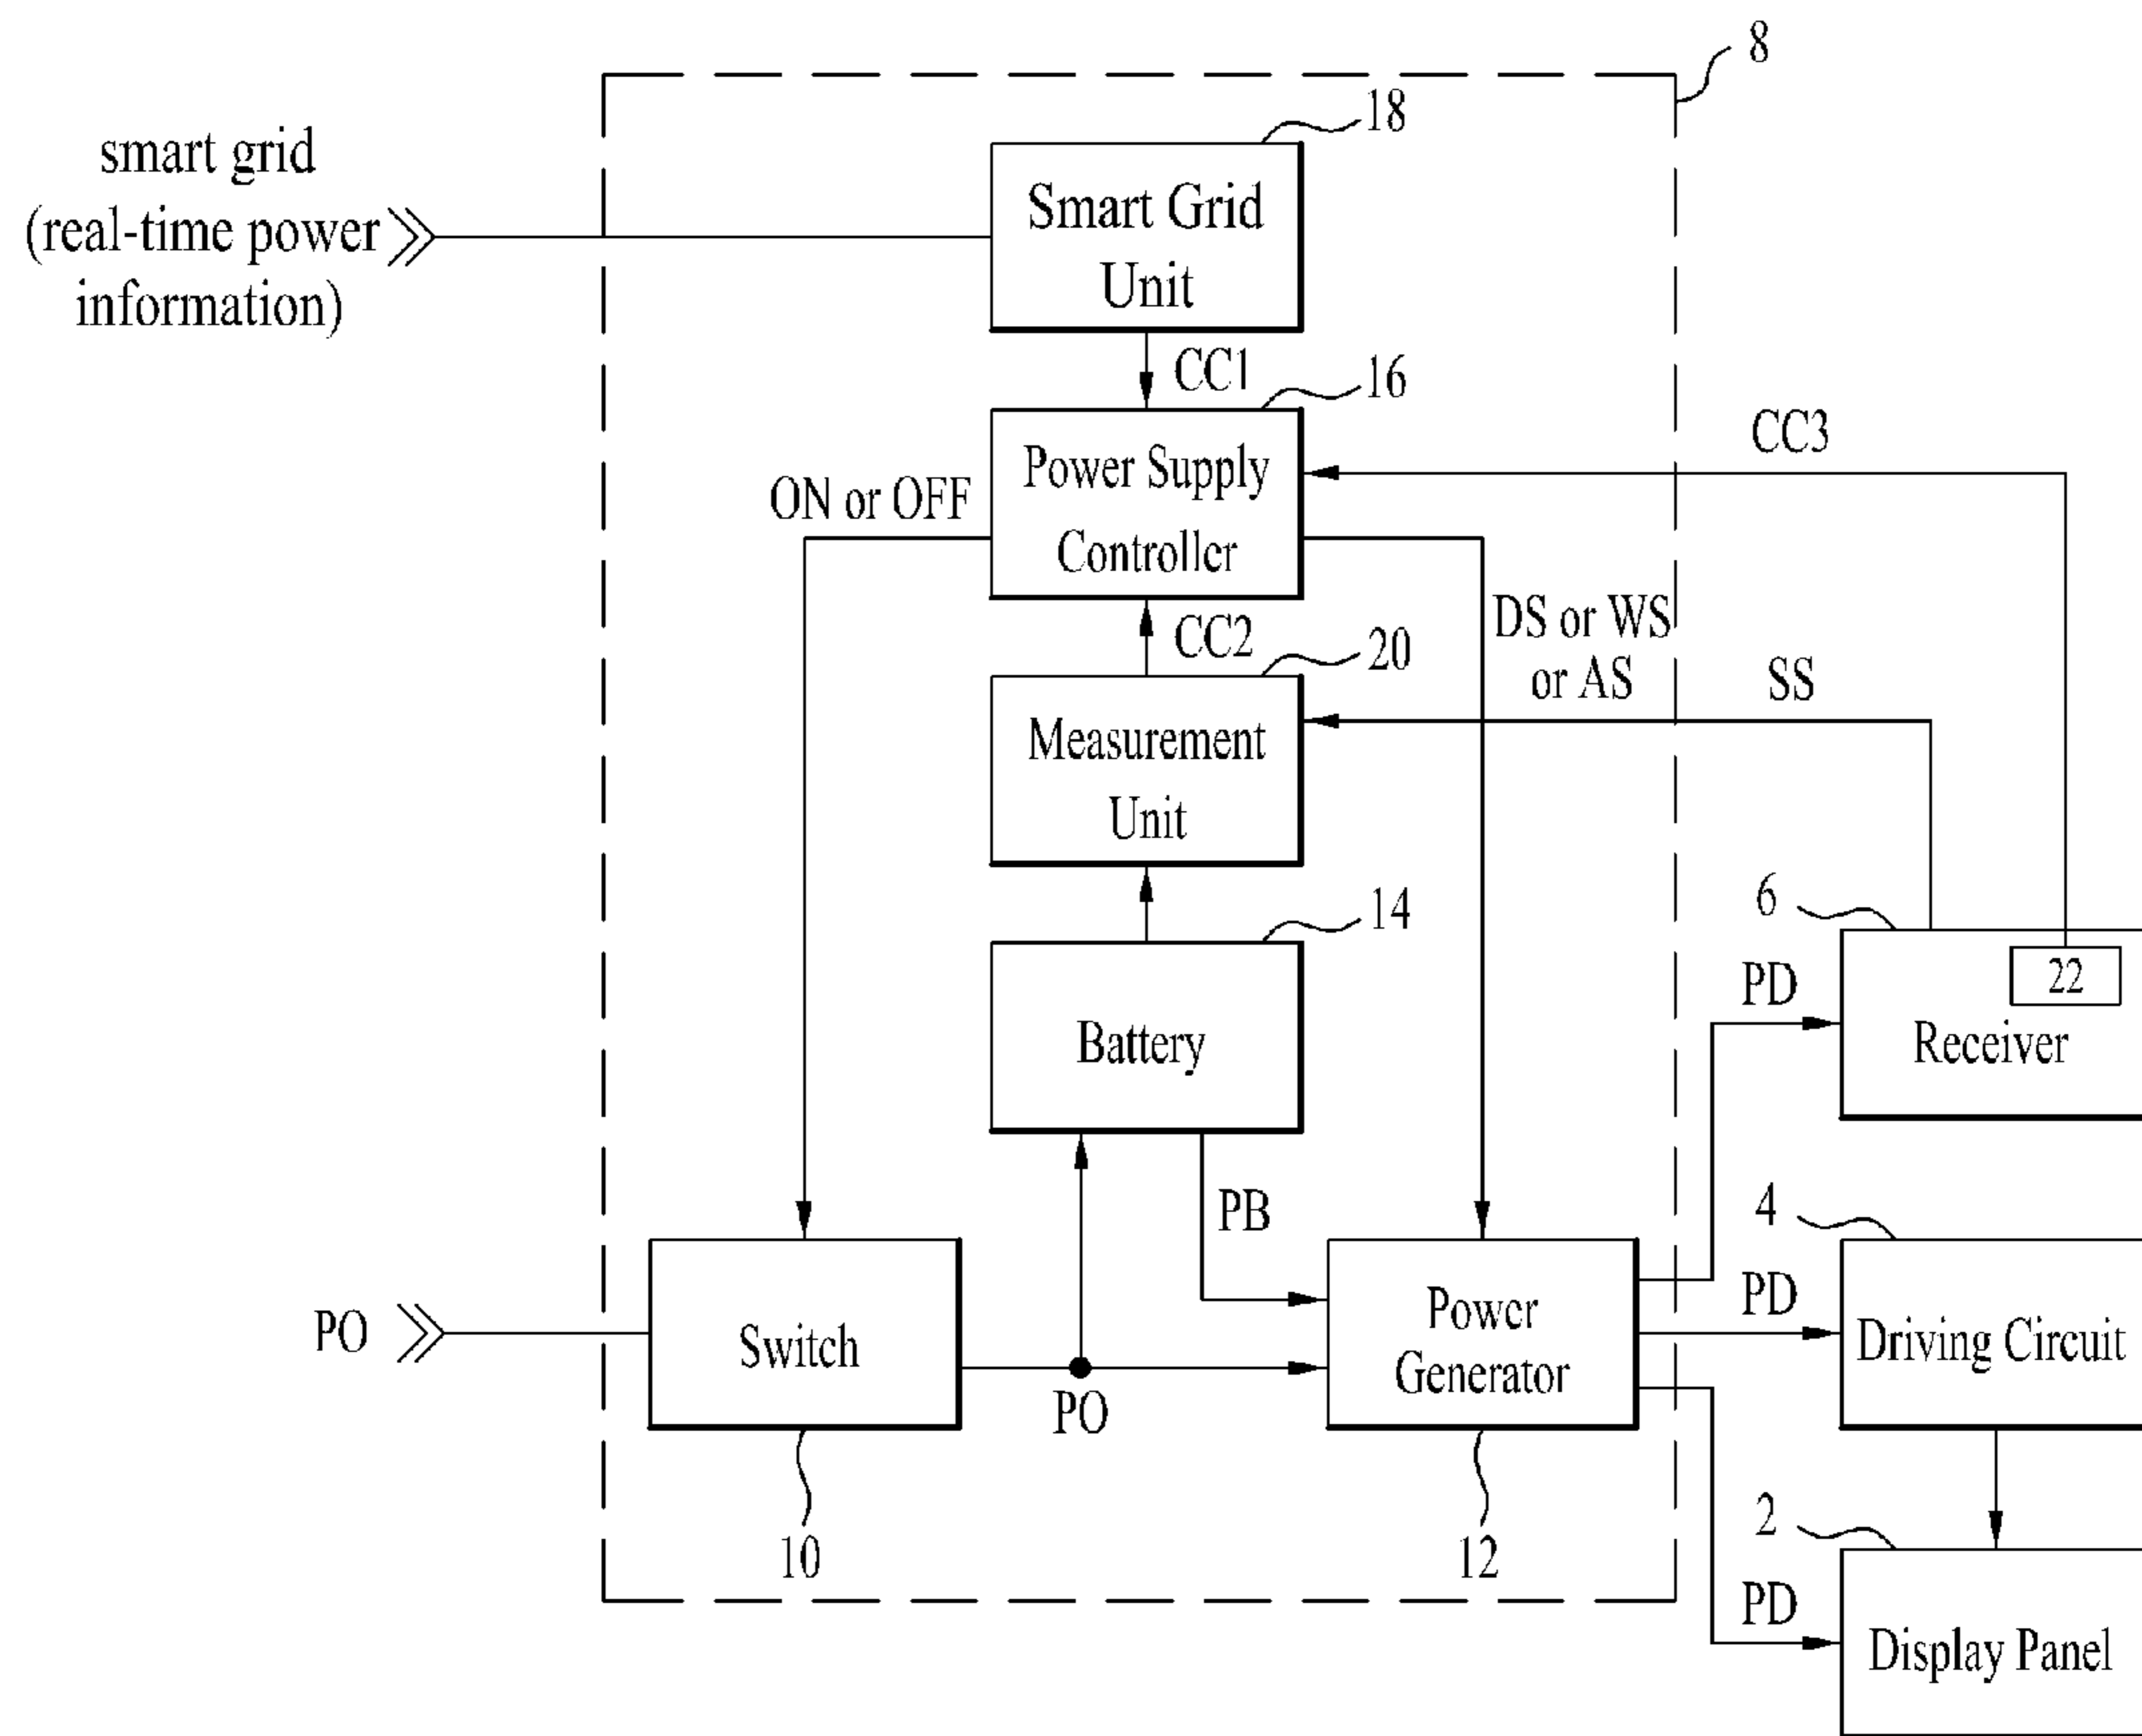 8
18
smart grid
(real-time power
information)
Smart Grid
Unit
CC1
16
CC3
ON or OFF
Power Supply
Controller
DS or WS
or AS
CC2
20
SS
Measurement
Unit
14
6
22
PD
Receiver
Battery
PB
4
PD
PO
Switch
Power
Generator
Driving Circuit
PO
2
10
12
PD
Display Panel